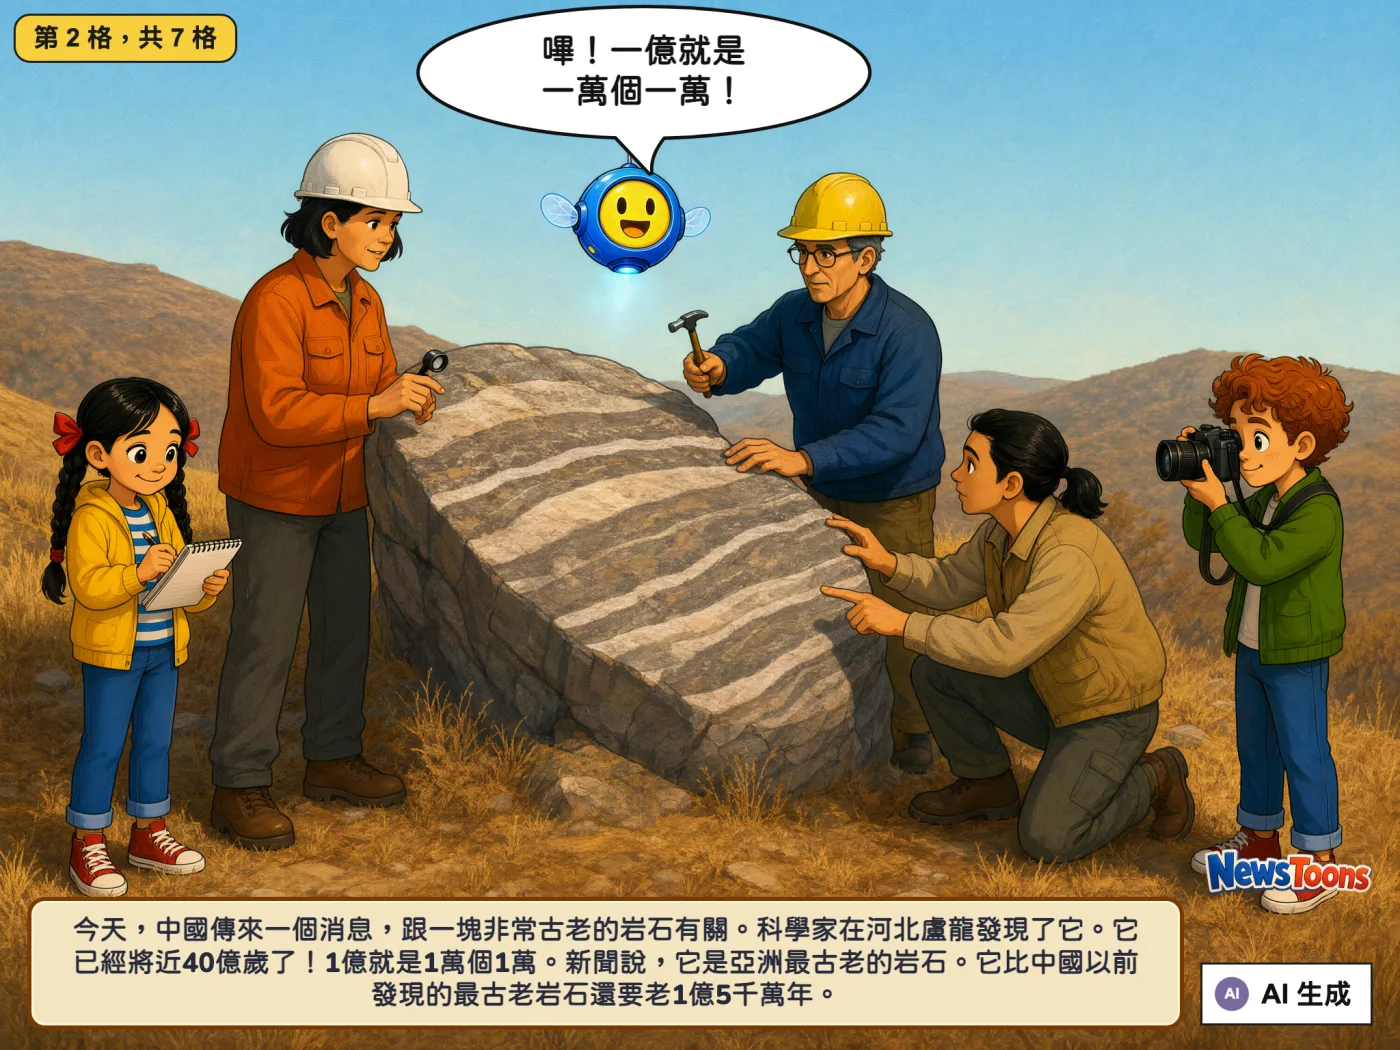 第 2 格，共 7 格
嗶！一億就是
一萬個一萬！
NewsToons
今天，中國傳來一個消息，跟一塊非常古老的岩石有關。科學家在河北盧龍發現了它。它
已經將近40億歲了！1億就是1萬個1萬。新聞說，它是亞洲最古老的岩石。它比中國以前
發現的最古老岩石還要老1億5千萬年。
AI AI 生成